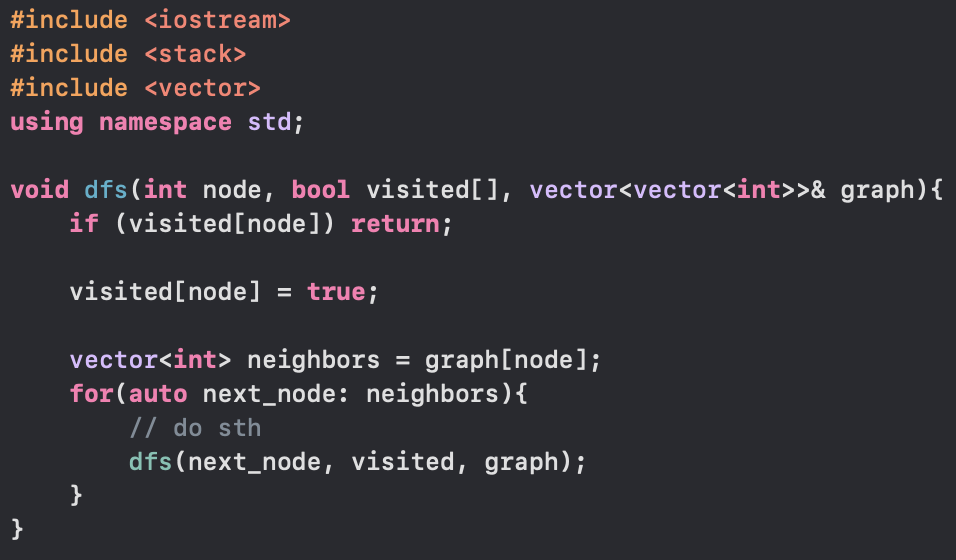 #include <iostream>
#include <stack>
#include <vector>
using namespace std;

void dfs(int node, bool visited[], vector<vector<int>>& graph){
    if (visited[node]) return;

    visited[node] = true;

    vector<int> neighbors = graph[node];
    for(auto next_node: neighbors){
        // do sth
        dfs(next_node, visited, graph);
    }
}